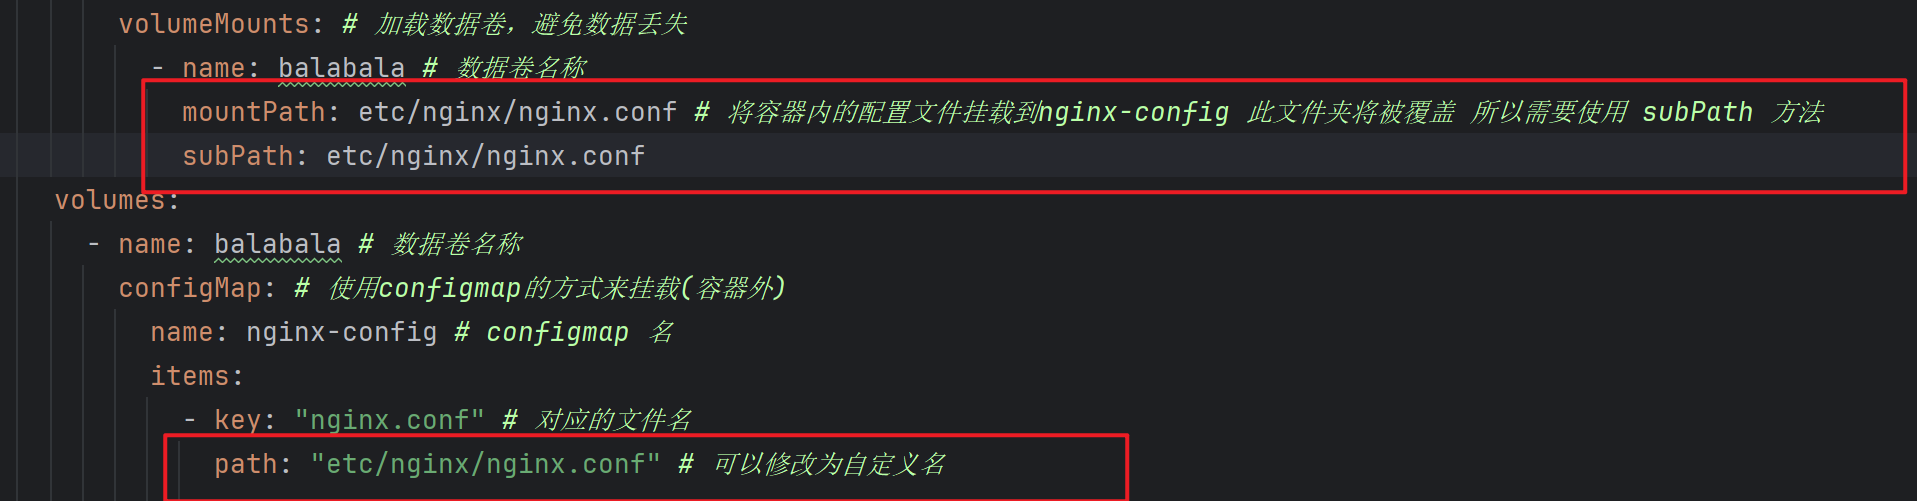 volumeMounts: # 加载数据卷，避免数据丢失
- name: balabala # 数据卷名称
mountPath: etc/nginx/nginx.conf # 将容器内的配置文件挂载到nginx-config 此文件夹将被覆盖 所以需要使用 subPath 方法
subPath: etc/nginx/nginx.conf
volumes:
- name: balabala # 数据卷名称
configMap: # 使用configmap的方式来挂载(容器外)
name: nginx-config # configmap 名
items:
- key: "nginx.conf" # 对应的文件名
path: "etc/nginx/nginx.conf" # 可以修改为自定义名